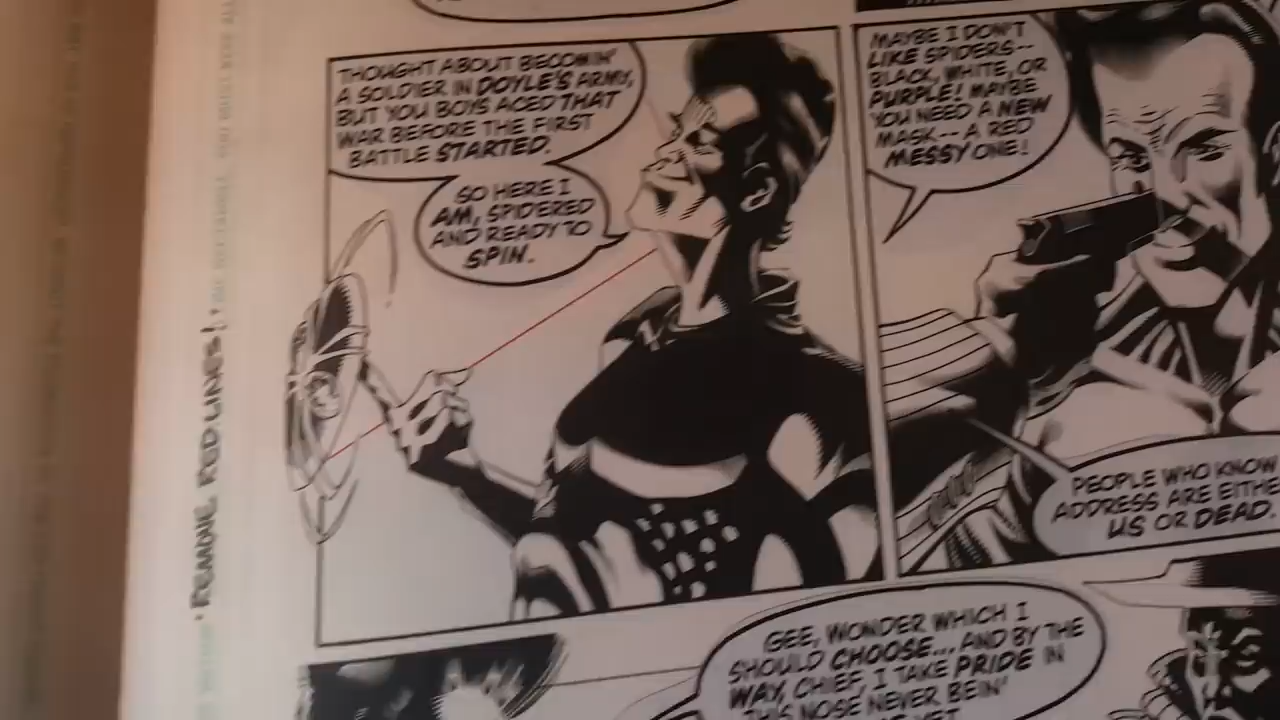 THOUGHT ABOUT BECOMIN'
A SOLDIER IN DOYLE'S ARMY,
BUT YOU BOYS ACED THAT
WAR BEFORE THE FIRST
BATTLE STARTED.
SO HERE I
AM, SPIDERED
AND READY TO
SPIN.
MAYBE I DON'T
LIKE SPIDERS--
BLACK, WHITE, OR
PURPLE! MAYBE
YOU NEED A NEW
MASK-- A RED
MESSY ONE!
PEOPLE WHO KNOW
ADDRESS ARE EITHE
US OR DEAD.
GEE, WONDER WHICH I
SHOULD CHOOSE... AND BY THE
WAY, CHIEF, I TAKE PRIDE IN
THIS NOSE NEVER BEIN'
YET
REMOVE RED LINES!